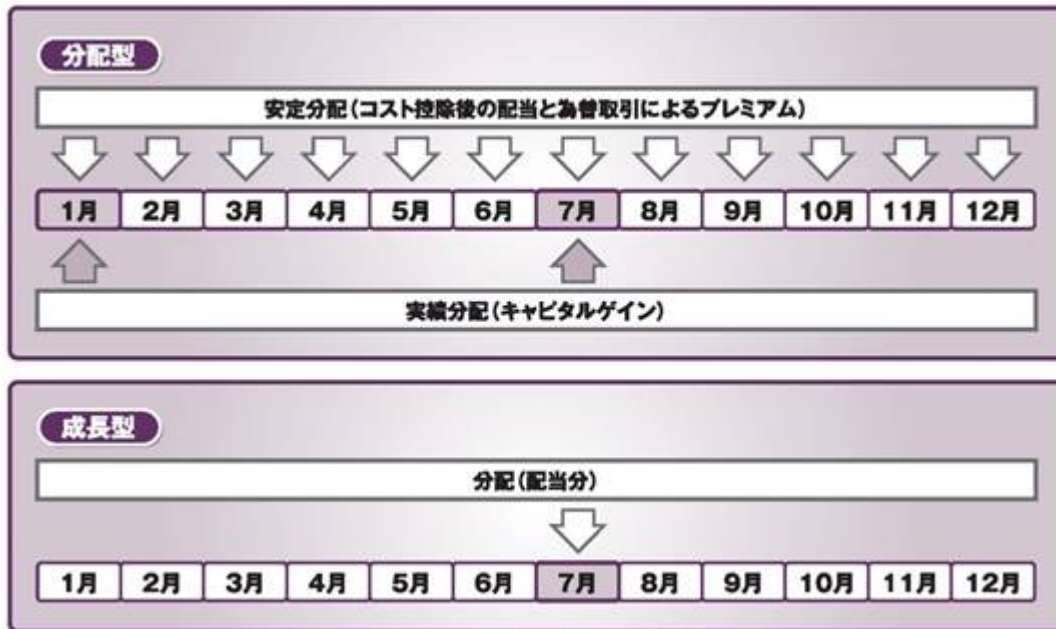 分配型
安定分配(コスト控除後の配当と為替取引によるプレミアム)
1月 2月 3月 4月 5月 6月 7月 8月 9月 10月 11月 12月
実績分配(キャピタルゲイン)
成長型
分配(配当分)
1月 2月 3月 4月 5月 6月 7月 8月 9月 10月 11月 12月